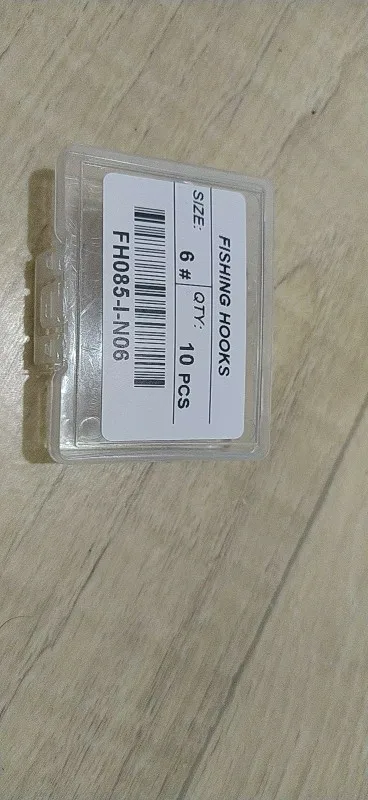 FISHING HOOKS
SIZE: 6 # QTY: 10 PCS
FH085-I-N06